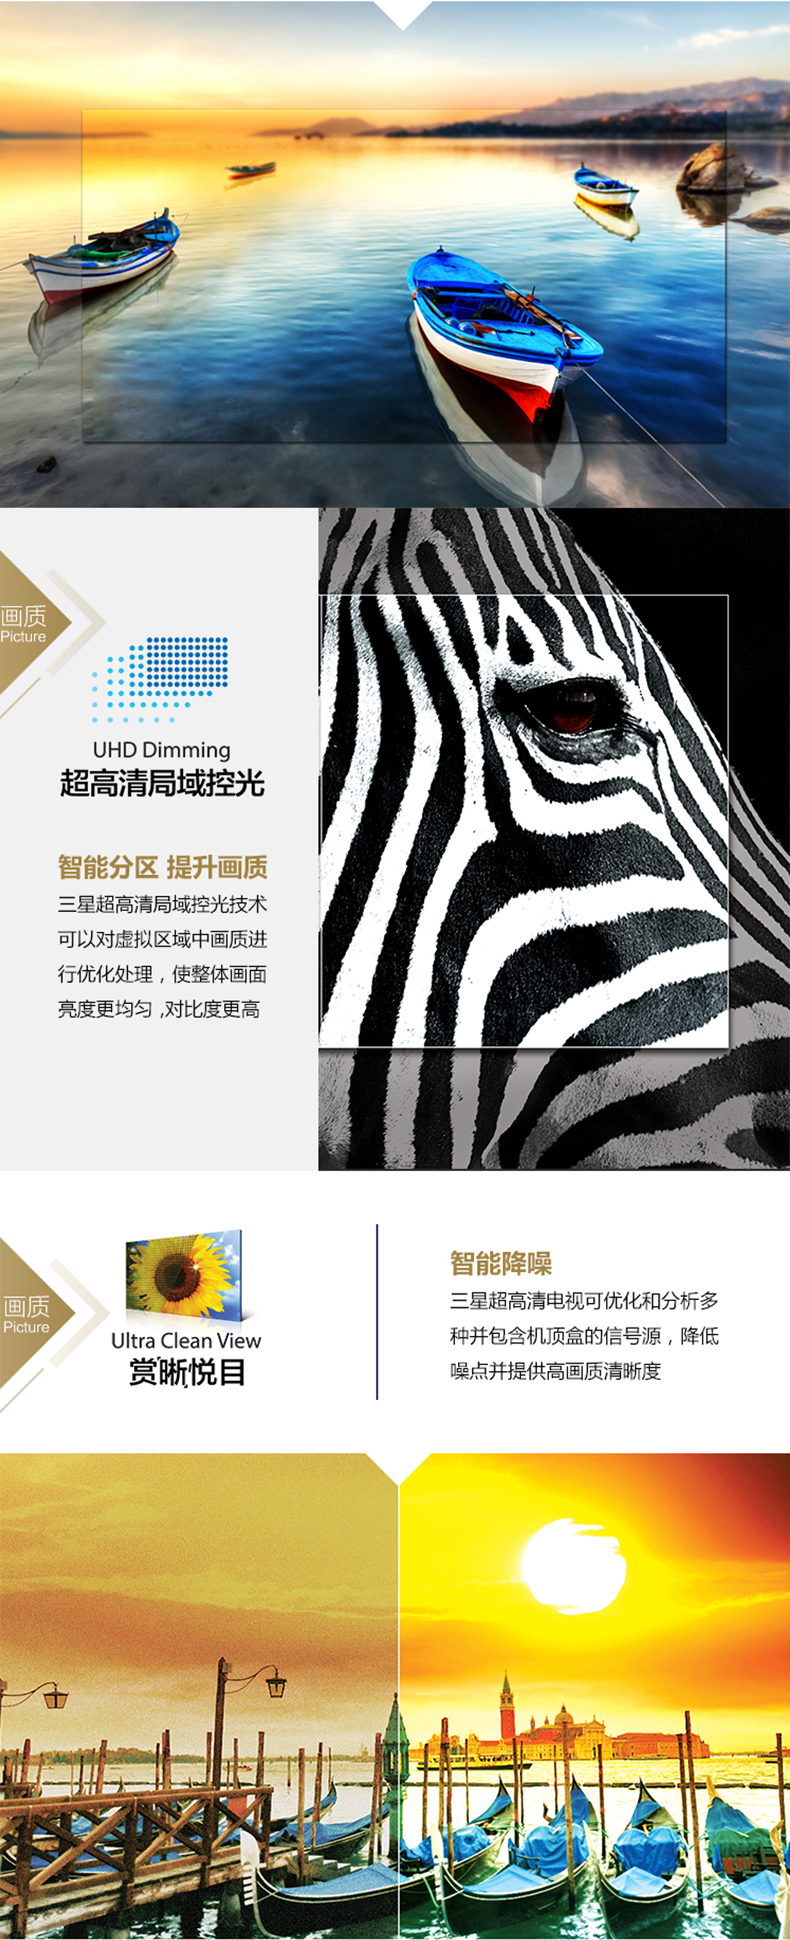 画质
Picture
UHD Dimming
超高清局域控光
智能分区 提升画质
三星超高清局域控光技术
可以对虚拟区域中画质进
行优化处理，使整体画面
亮度更均匀 ,对比度更高
画质
Picture
Ultra Clean View
赏晰悦目
智能降噪
三星超高清电视可优化和分析多
种并包含机顶盒的信号源，降低
噪点并提供高画质清晰度